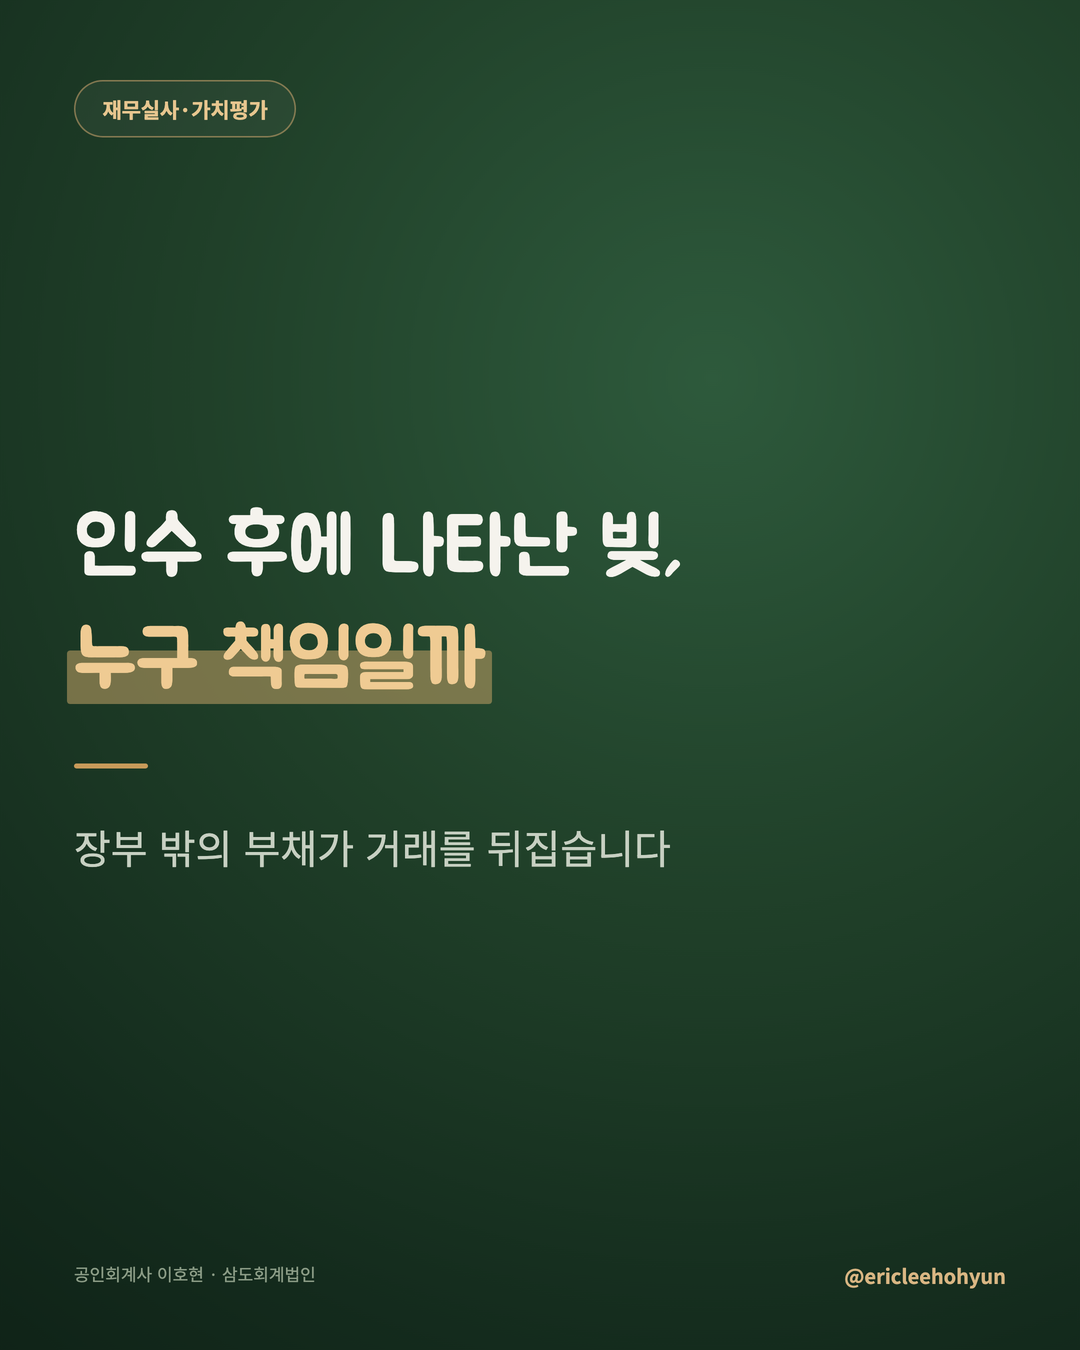 재무실사·가치평가
인수 후에 나타난 빚,
누구 책임일까
장부 밖의 부채가 거래를 뒤집습니다
공인회계사 이호현 · 삼도회계법인
@ericleehohyun